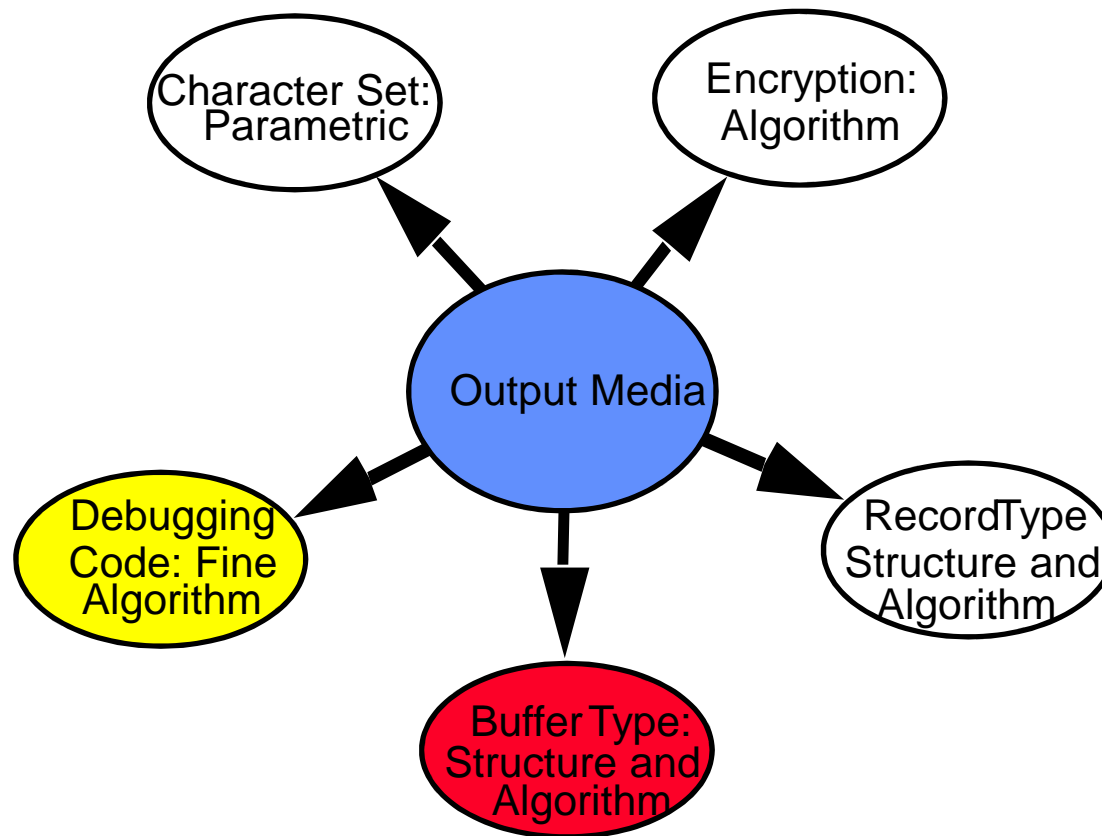 Character Set:
Parametric
Encryption:
Algorithm
Output Media
Debugging
Code: Fine
Algorithm
RecordType
Structure and
Algorithm
Buffer Type:
Structure and
Algorithm